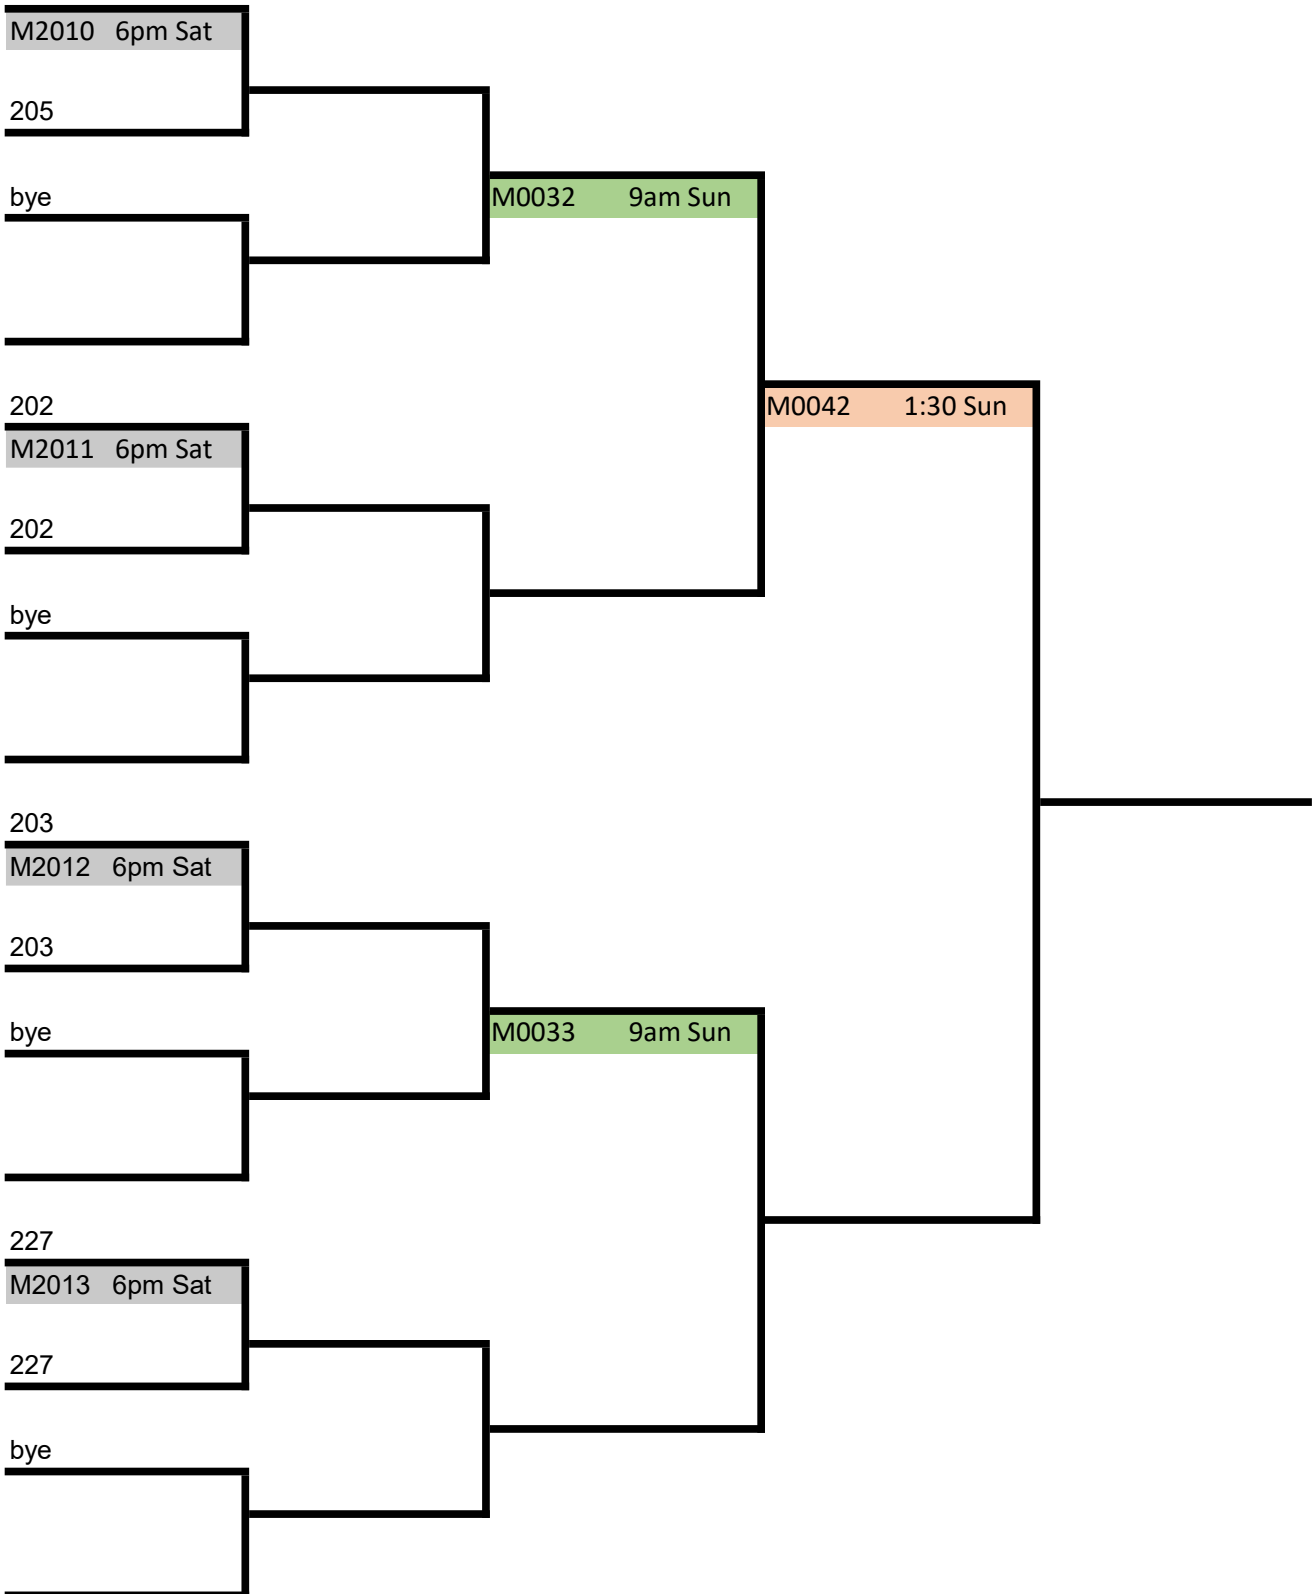 M2010 6pm Sat
205
bye
M0032 9am Sun
202
M0042 1:30 Sun
M2011 6pm Sat
202
bye
203
M2012 6pm Sat
203
bye
M0033 9am Sun
227
M2013 6pm Sat
227
bye